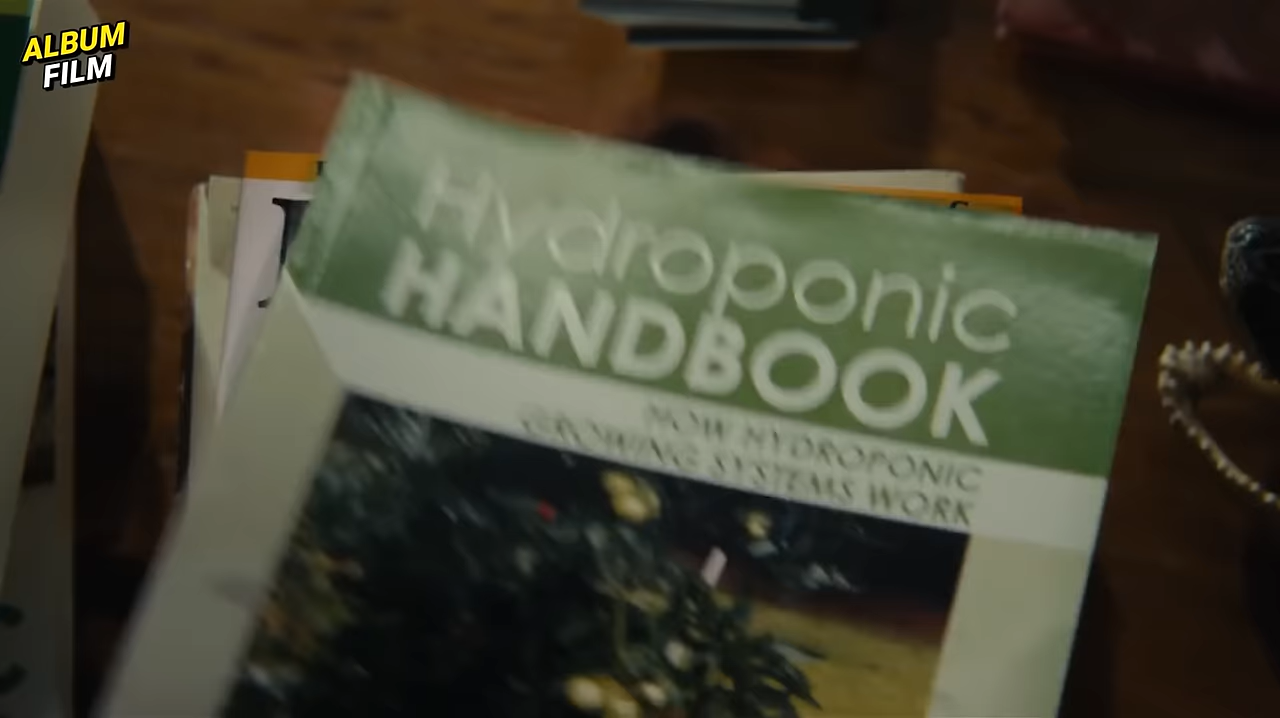 ALBUM
FILM
Hydroponic
HANDBOOK
HOW HYDROPONIC
GROWING SYSTEMS WORK